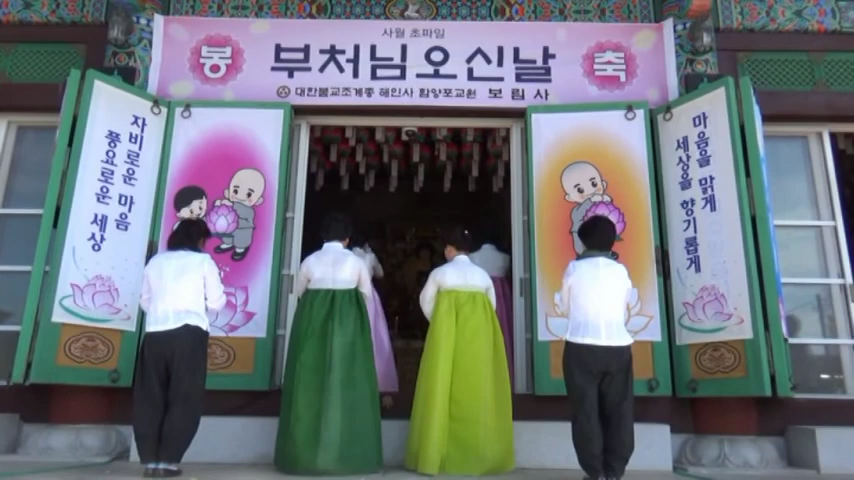 사월 초파일
봉 부처님오신날 축
대한불교조계종 해인사 함양포교원 보림사
자비로운 마음
풍요로운 세상
마음을 맑게
세상을 향기롭게